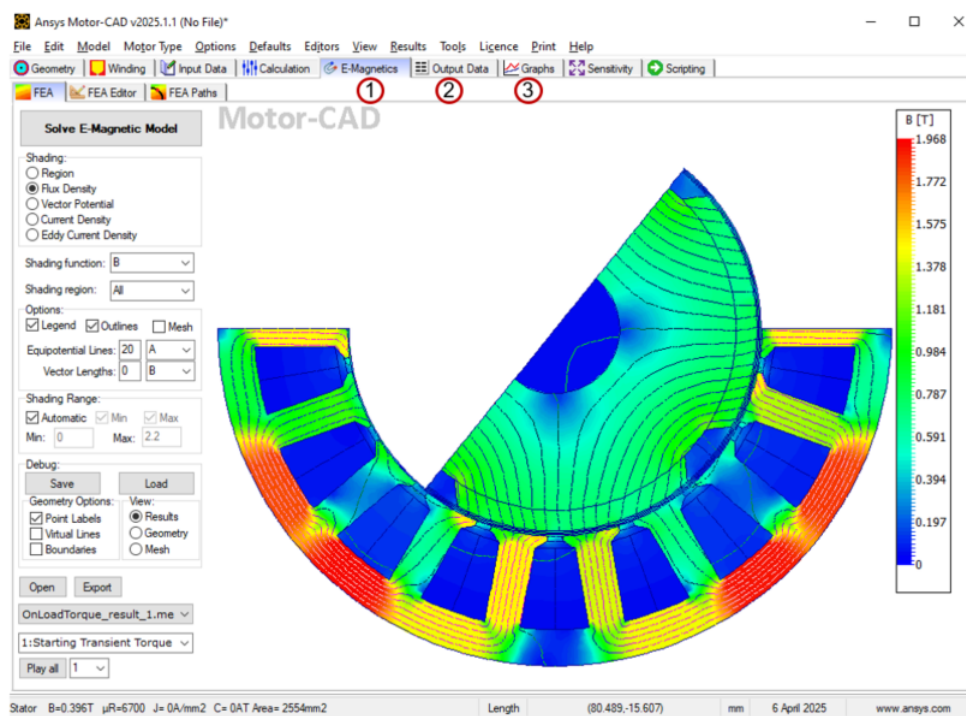 Ansys Motor-CAD v2025.1.1 (No File)*
File Edit Model Motor Type Options Defaults Editors View Results Tools Licence Print Help
Geometry Winding Input Data Calculation E-Magnetics Output Data Graphs Sensitivity Scripting
1 2 3
FEA FEA Editor FEA Paths
Motor-CAD
Solve E-Magnetic Model
Shading:
Region
Flux Density
Vector Potential
Current Density
Eddy Current Density
Shading function: B
Shading region: All
Options:
Legend Outlines Mesh
Equipotential Lines: 20 A
Vector Lengths: 0 B
Shading Range:
Automatic Min Max
Min: 0 Max: 2.2
Debug:
Save Load
Geometry Options: View:
Point Labels Results
Virtual Lines Geometry
Boundaries Mesh
Open Export
OnLoadTorque_result_1.me
1:Starting Transient Torque
Play all 1
B [T]
1.968
1.772
1.575
1.378
1.181
0.984
0.787
0.591
0.394
0.197
0
Stator B=0.396T μR=6700 J= 0A/mm2 C= 0AT Area= 2554mm2 Length (80.489,-15.607) mm 6 April 2025 www.ansys.com